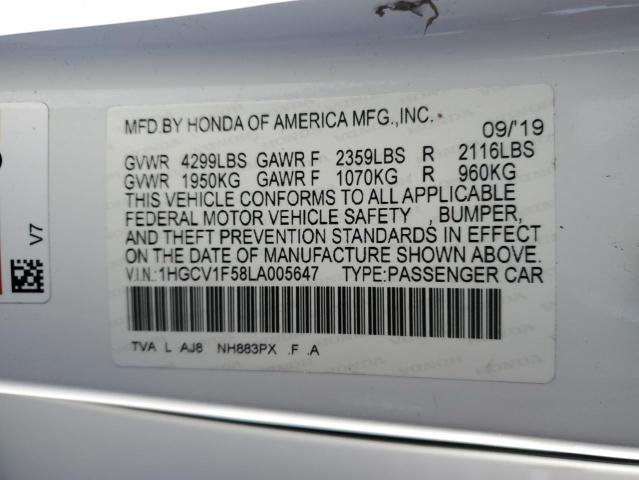 MFD.BY HONDA OF AMERICA MFG.,INC. 09/'19
GVWR 4299LBS GAWR F 2359LBS R 2116LBS
GVWR 1950KG GAWR F 1070KG R 960KG
THIS VEHICLE CONFORMS TO ALL APPLICABLE
FEDERAL MOTOR VEHICLE SAFETY , BUMPER,
AND THEFT PREVENTION STANDARDS IN EFFECT
ON THE DATE OF MANUFACTURE SHOWN ABOVE.
V.I.N.:1HGCV1F58LA005647 TYPE:PASSENGER CAR
TVA L AJ8 NH883PX .F .A
V7